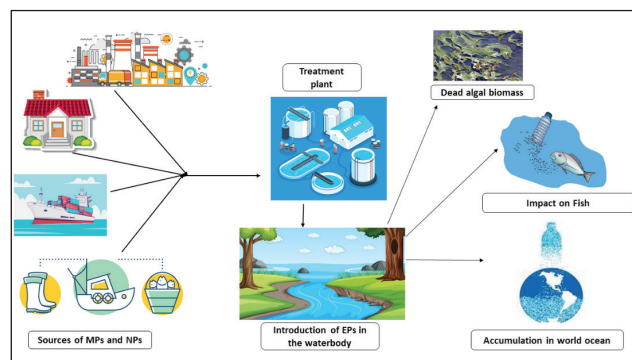 Treatment
plant
Dead algal biomass
Impact on Fish
Sources of MPs and NPs
Introduction of EPs in
the waterbody
Accumulation in world ocean